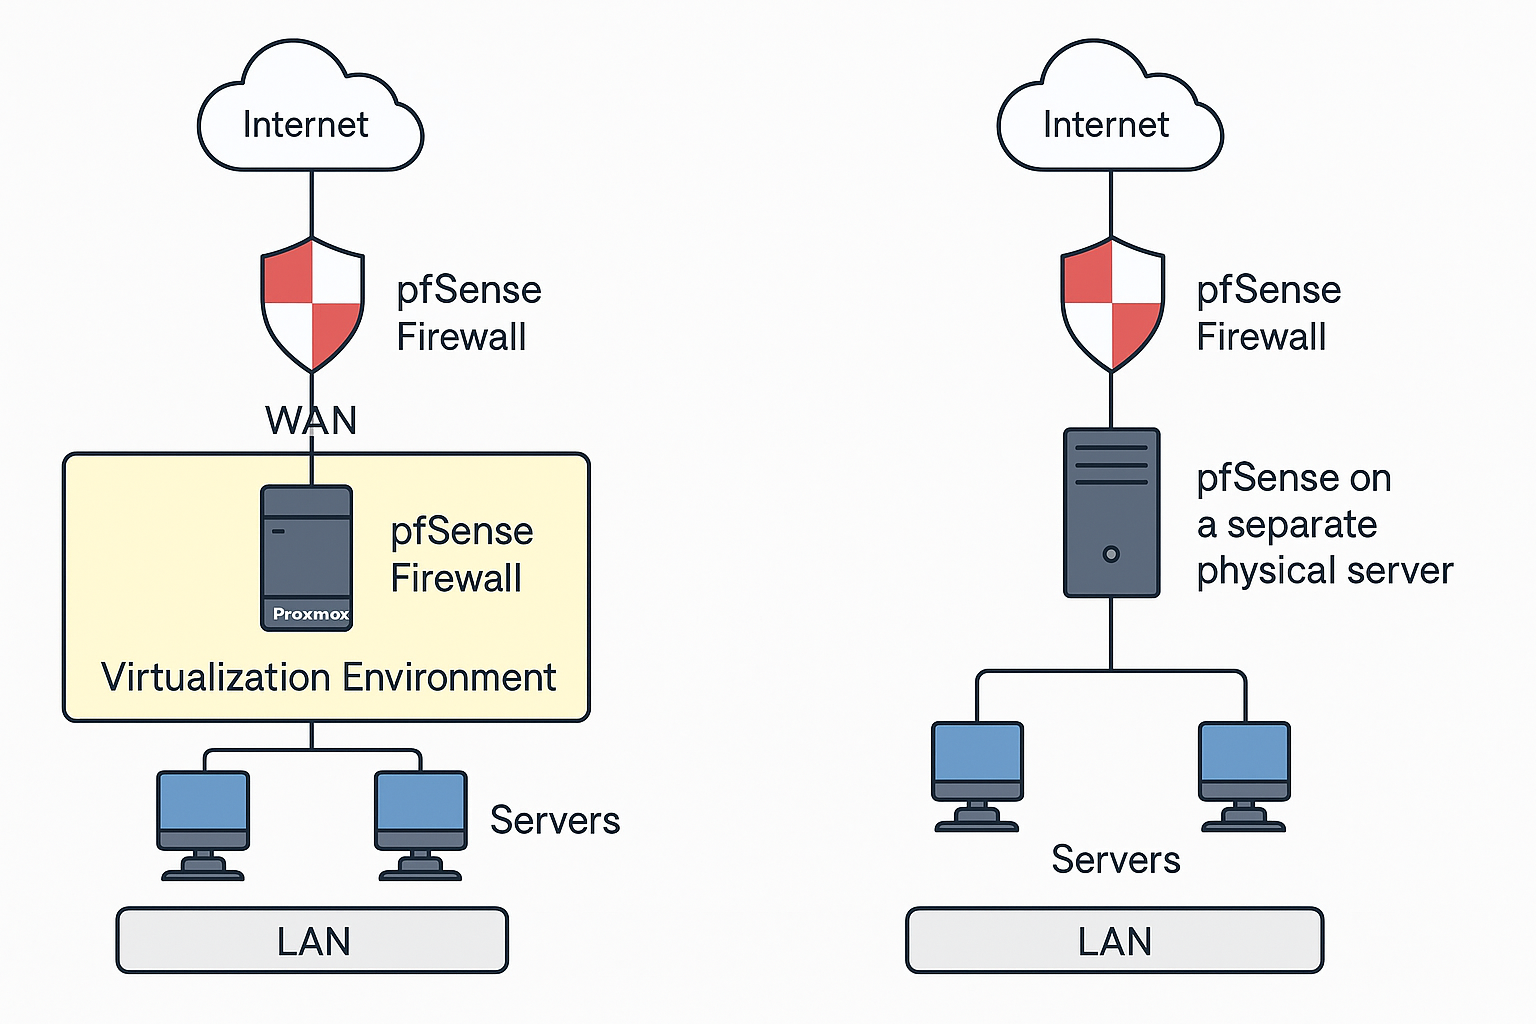 Internet
pfSense
Firewall
WAN
pfSense
Firewall
Proxmox
Virtualization Environment
Servers
LAN
Internet
pfSense
Firewall
pfSense on
a separate
physical server
Servers
LAN